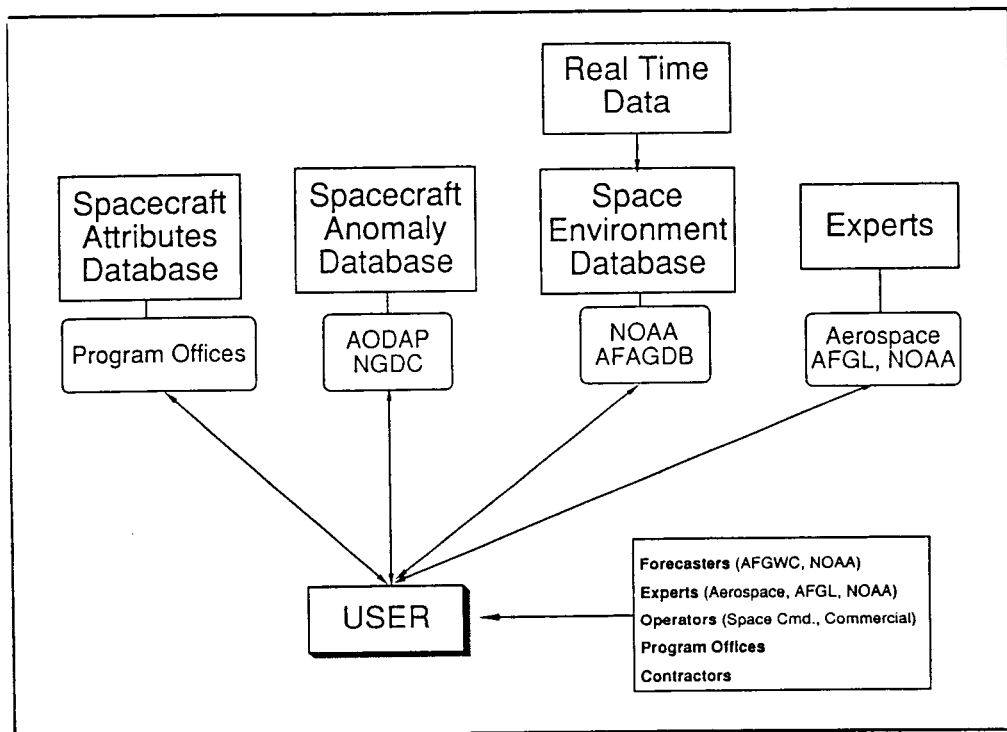 Real Time
Data
Spacecraft
Attributes
Database
Spacecraft
Anomaly
Database
Space
Environment
Database
Experts
Program Offices
AODAP
NGDC
NOAA
AFAGDB
Aerospace
AFGL, NOAA
USER
Forecasters (AFGWC, NOAA)
Experts (Aerospace, AFGL, NOAA)
Operators (Space Cmd., Commercial)
Program Offices
Contractors